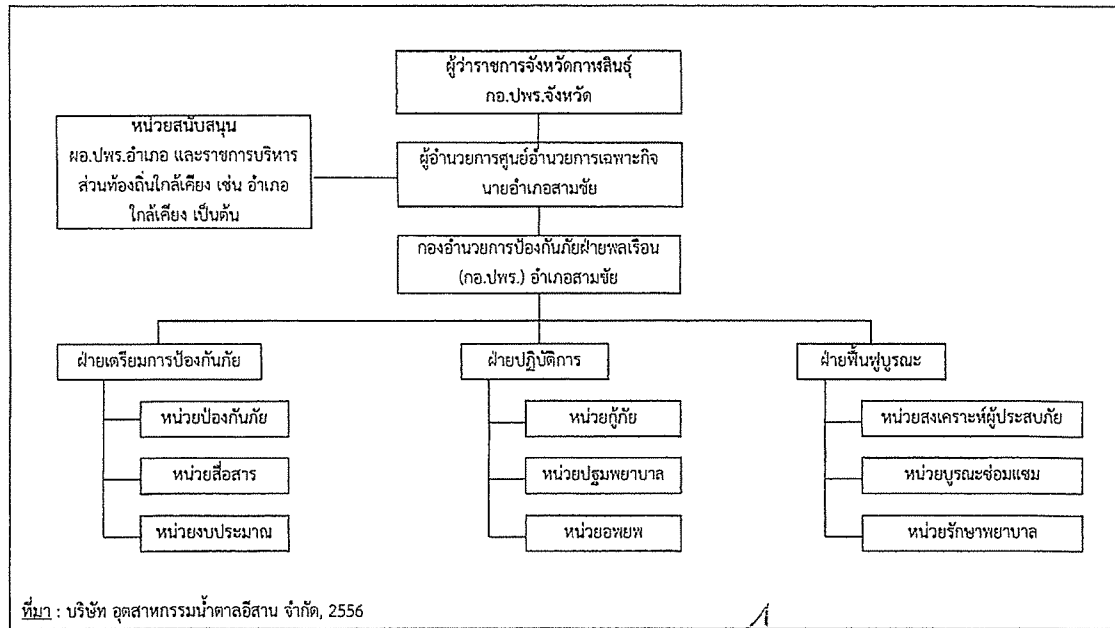 ผู้ว่าราชการจังหวัดกาฬสินธุ์
กอ.ปพร.จังหวัด
หน่วยสนับสนุน
ผอ.ปพร.อำเภอ และราชการบริหาร
ส่วนท้องถิ่นใกล้เคียง เช่น อำเภอ
ใกล้เคียง เป็นต้น
ผู้อำนวยการศูนย์อำนวยการเฉพาะกิจ
นายอำเภอสามชัย
กองอำนวยการป้องกันภัยฝ่ายพลเรือน
(กอ.ปพร.) อำเภอสามชัย
ฝ่ายเตรียมการป้องกันภัย
หน่วยป้องกันภัย
หน่วยสื่อสาร
หน่วยงบประมาณ
ฝ่ายปฏิบัติการ
หน่วยกู้ภัย
หน่วยปฐมพยาบาล
หน่วยอพยพ
ฝ่ายฟื้นฟูบูรณะ
หน่วยสงเคราะห์ผู้ประสบภัย
หน่วยบูรณะซ่อมแซม
หน่วยรักษาพยาบาล
ที่มา : บริษัท อุตสาหกรรมน้ำตาลอีสาน จำกัด, 2556